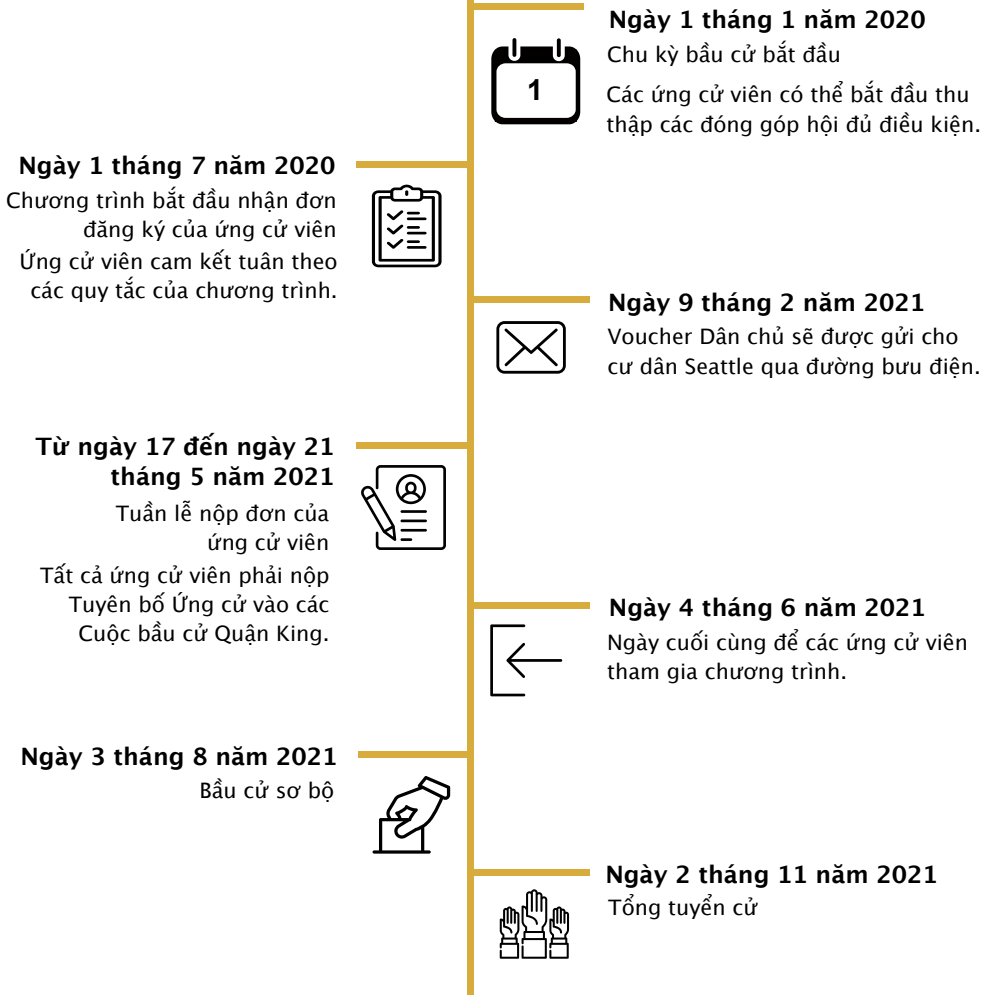 Ngày 1 tháng 1 năm 2020
Chu kỳ bầu cử bắt đầu
Các ứng cử viên có thể bắt đầu thu
thập các đóng góp hội đủ điều kiện.
1
Ngày 1 tháng 7 năm 2020
Chương trình bắt đầu nhận đơn
đăng ký của ứng cử viên
Ứng cử viên cam kết tuân theo
các quy tắc của chương trình.
Ngày 9 tháng 2 năm 2021
Voucher Dân chủ sẽ được gửi cho
cư dân Seattle qua đường bưu điện.
Từ ngày 17 đến ngày 21
tháng 5 năm 2021
Tuần lễ nộp đơn của
ứng cử viên
Tất cả ứng cử viên phải nộp
Tuyên bố Ứng cử vào các
Cuộc bầu cử Quận King.
Ngày 4 tháng 6 năm 2021
Ngày cuối cùng để các ứng cử viên
tham gia chương trình.
Ngày 3 tháng 8 năm 2021
Bầu cử sơ bộ
Ngày 2 tháng 11 năm 2021
Tổng tuyển cử